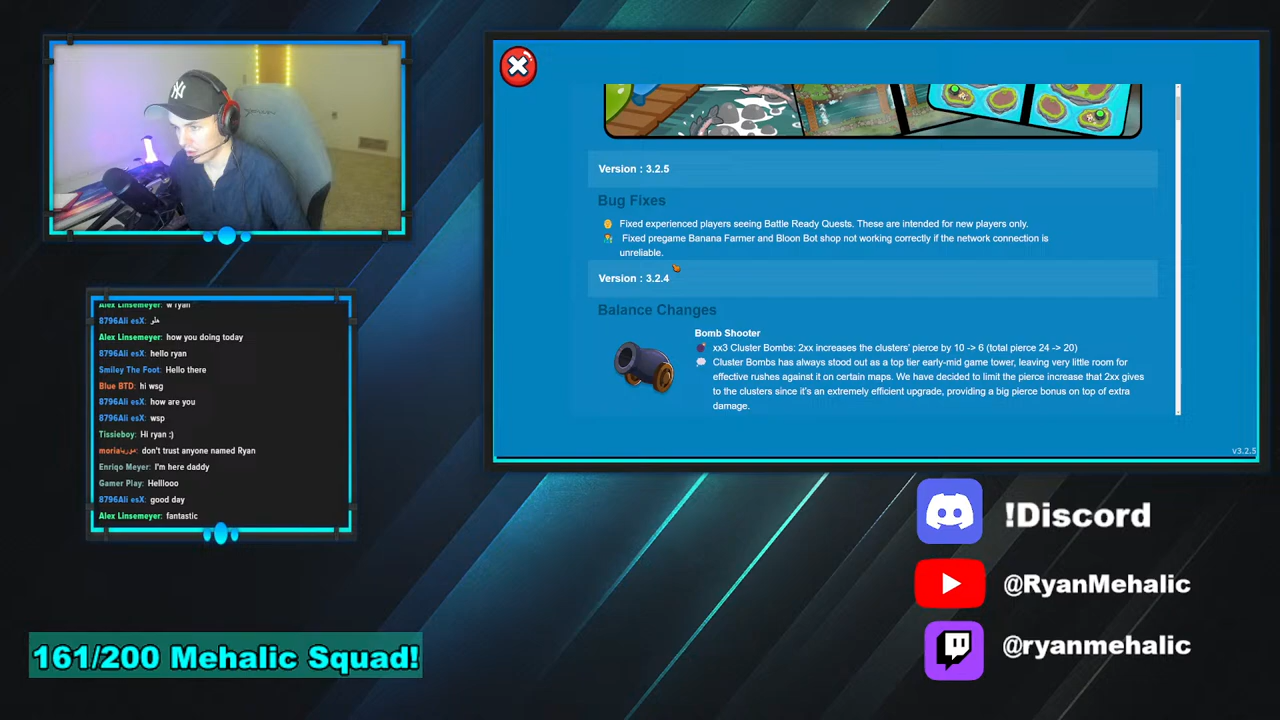 Version : 3.2.5
Bug Fixes
Fixed experienced players seeing Battle Ready Quests. These are intended for new players only.
Fixed pregame Banana Farmer and Bloon Bot shop not working correctly if the network connection is
unreliable.
Version : 3.2.4
Balance Changes
Bomb Shooter
xx3 Cluster Bombs: 2xx increases the clusters' pierce by 10 -> 6 (total pierce 24 -> 20)
Cluster Bombs has always stood out as a top tier early-mid game tower, leaving very little room for
effective rushes against it on certain maps. We have decided to limit the pierce increase that 2xx gives
to the clusters since it's an extremely efficient upgrade, providing a big pierce bonus on top of extra
damage.
v3.2.5
Alex Linsemeyer: w ryan
8796Ali esX: هلو
Alex Linsemeyer: how you doing today
8796Ali esX: hello ryan
Smiley The Foot: Hello there
Blue BTD: hi wsg
8796Ali esX: how are you
8796Ali esX: wsp
Tissieboy: Hi ryan :)
don't trust anyone named Ryan
Enriqo Meyer: I'm here daddy
Gamer Play: Helllooo
8796Ali esX: good day
Alex Linsemeyer: fantastic
!Discord
@RyanMehalic
@ryanmehalic
161/200 Mehalic Squad!